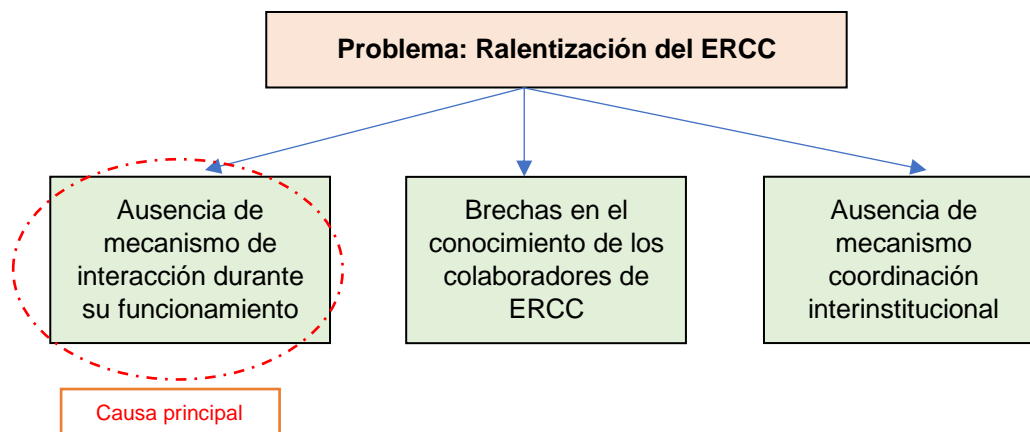 Problema: Ralentización del ERCC
Ausencia de
mecanismo de
interacción durante
su funcionamiento
Brechas en el
conocimiento de los
colaboradores de
ERCC
Ausencia de
mecanismo
coordinación
interinstitucional
Causa principal